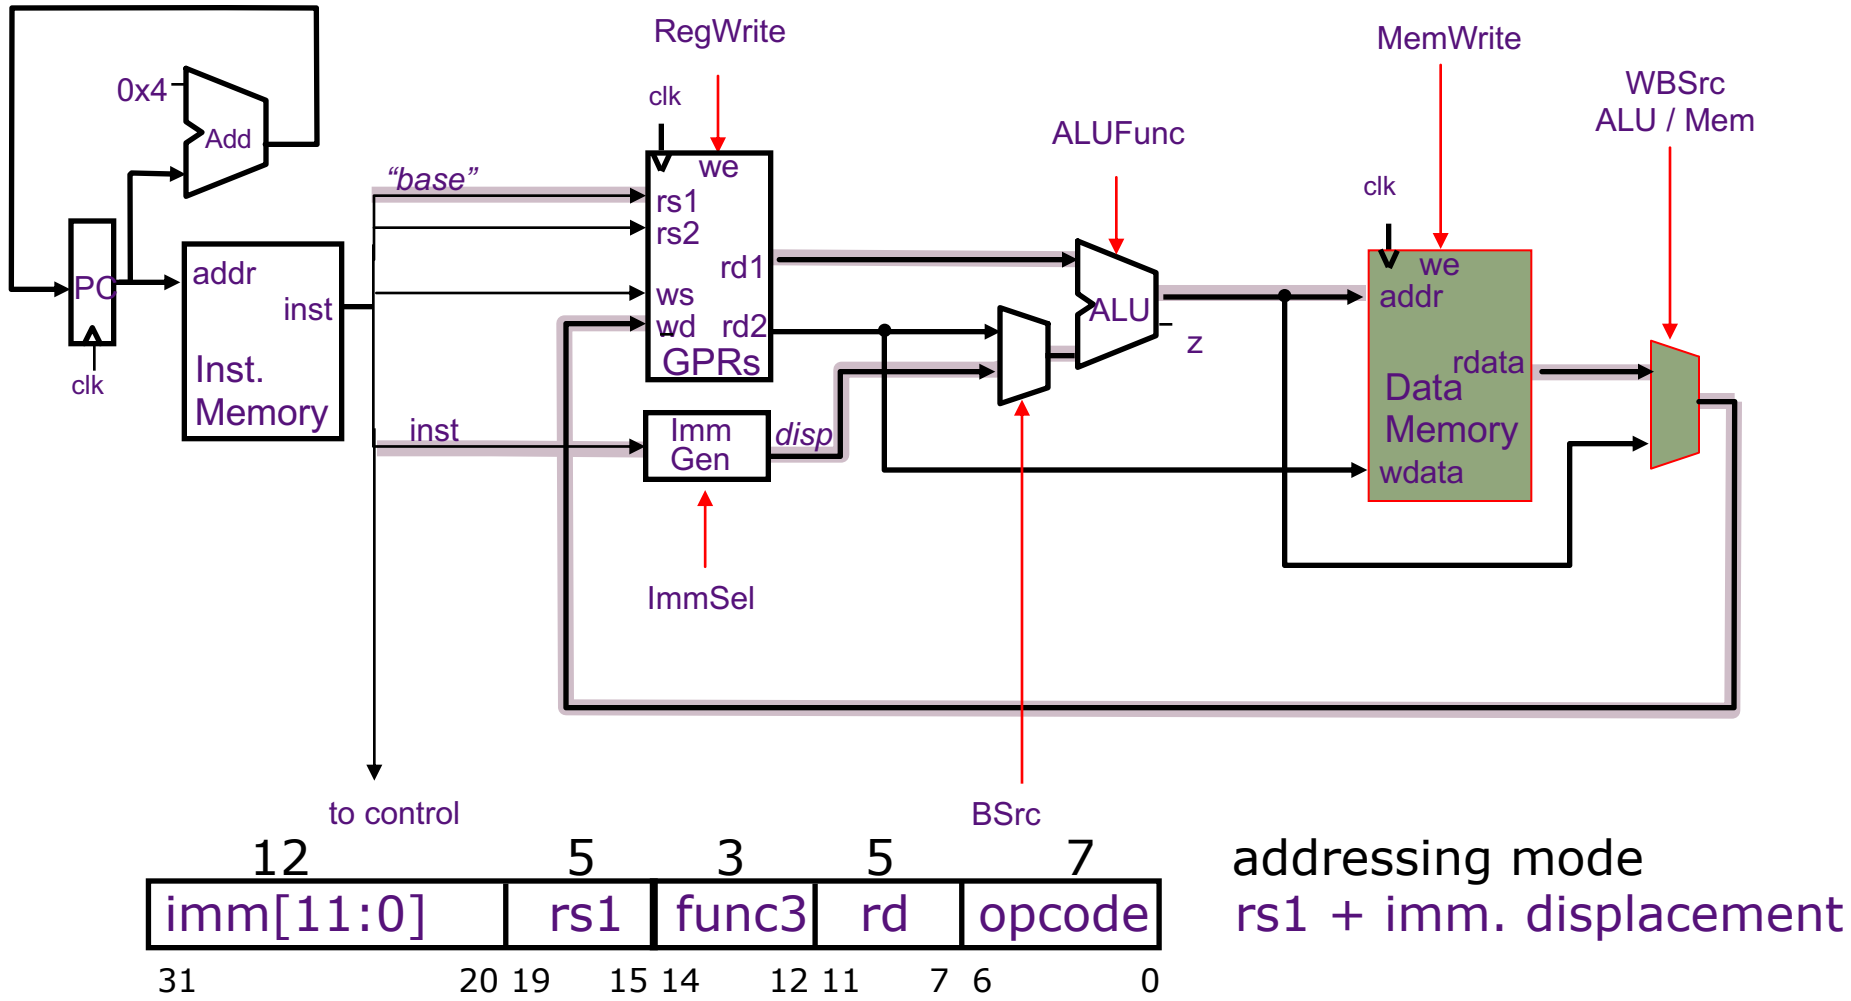 RegWrite
MemWrite
WBSrc
ALU / Mem
0x4
Add
clk
ALUFunc
clk
"base"
we
rs1
rs2
rd1
ws
wd
rd2
GPRs
PC
clk
addr
inst
Inst.
Memory
inst
Imm
Gen
disp
ImmSel
ALU
z
we
addr
rdata
Data
Memory
wdata
to control
BSrc
12 5 3 5 7
addressing mode
imm[11:0] rs1 func3 rd opcode
rs1 + imm. displacement
31 20 19 15 14 12 11 7 6 0